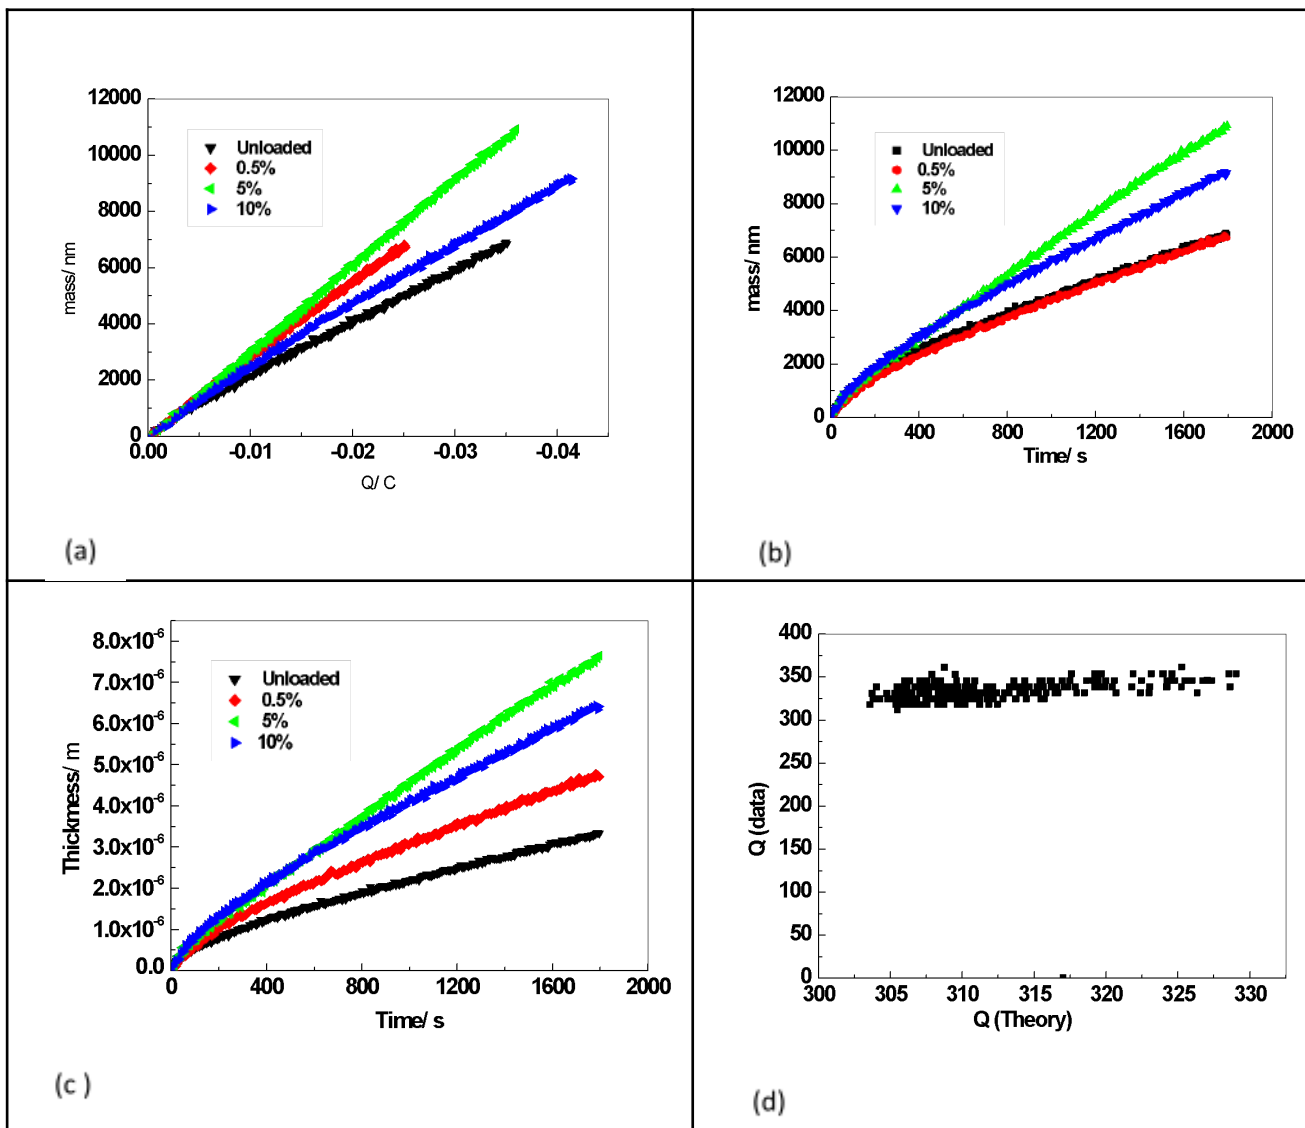 12000
10000
8000
6000
4000
2000
0
mass/ nm
Unloaded
0.5%
5%
10%
0.00 -0.01 -0.02 -0.03 -0.04
Q/ C
(a)
12000
10000
8000
6000
4000
2000
0
mass/ nm
Unloaded
0.5%
5%
10%
0 400 800 1200 1600 2000
Time/ s
(b)
8.0x10⁻⁶
7.0x10⁻⁶
6.0x10⁻⁶
5.0x10⁻⁶
4.0x10⁻⁶
3.0x10⁻⁶
2.0x10⁻⁶
1.0x10⁻⁶
0.0
Thickmess/ m
Unloaded
0.5%
5%
10%
0 400 800 1200 1600 2000
Time/ s
(c )
400
350
300
250
200
150
100
50
0
Q (data)
300 305 310 315 320 325 330
Q (Theory)
(d)